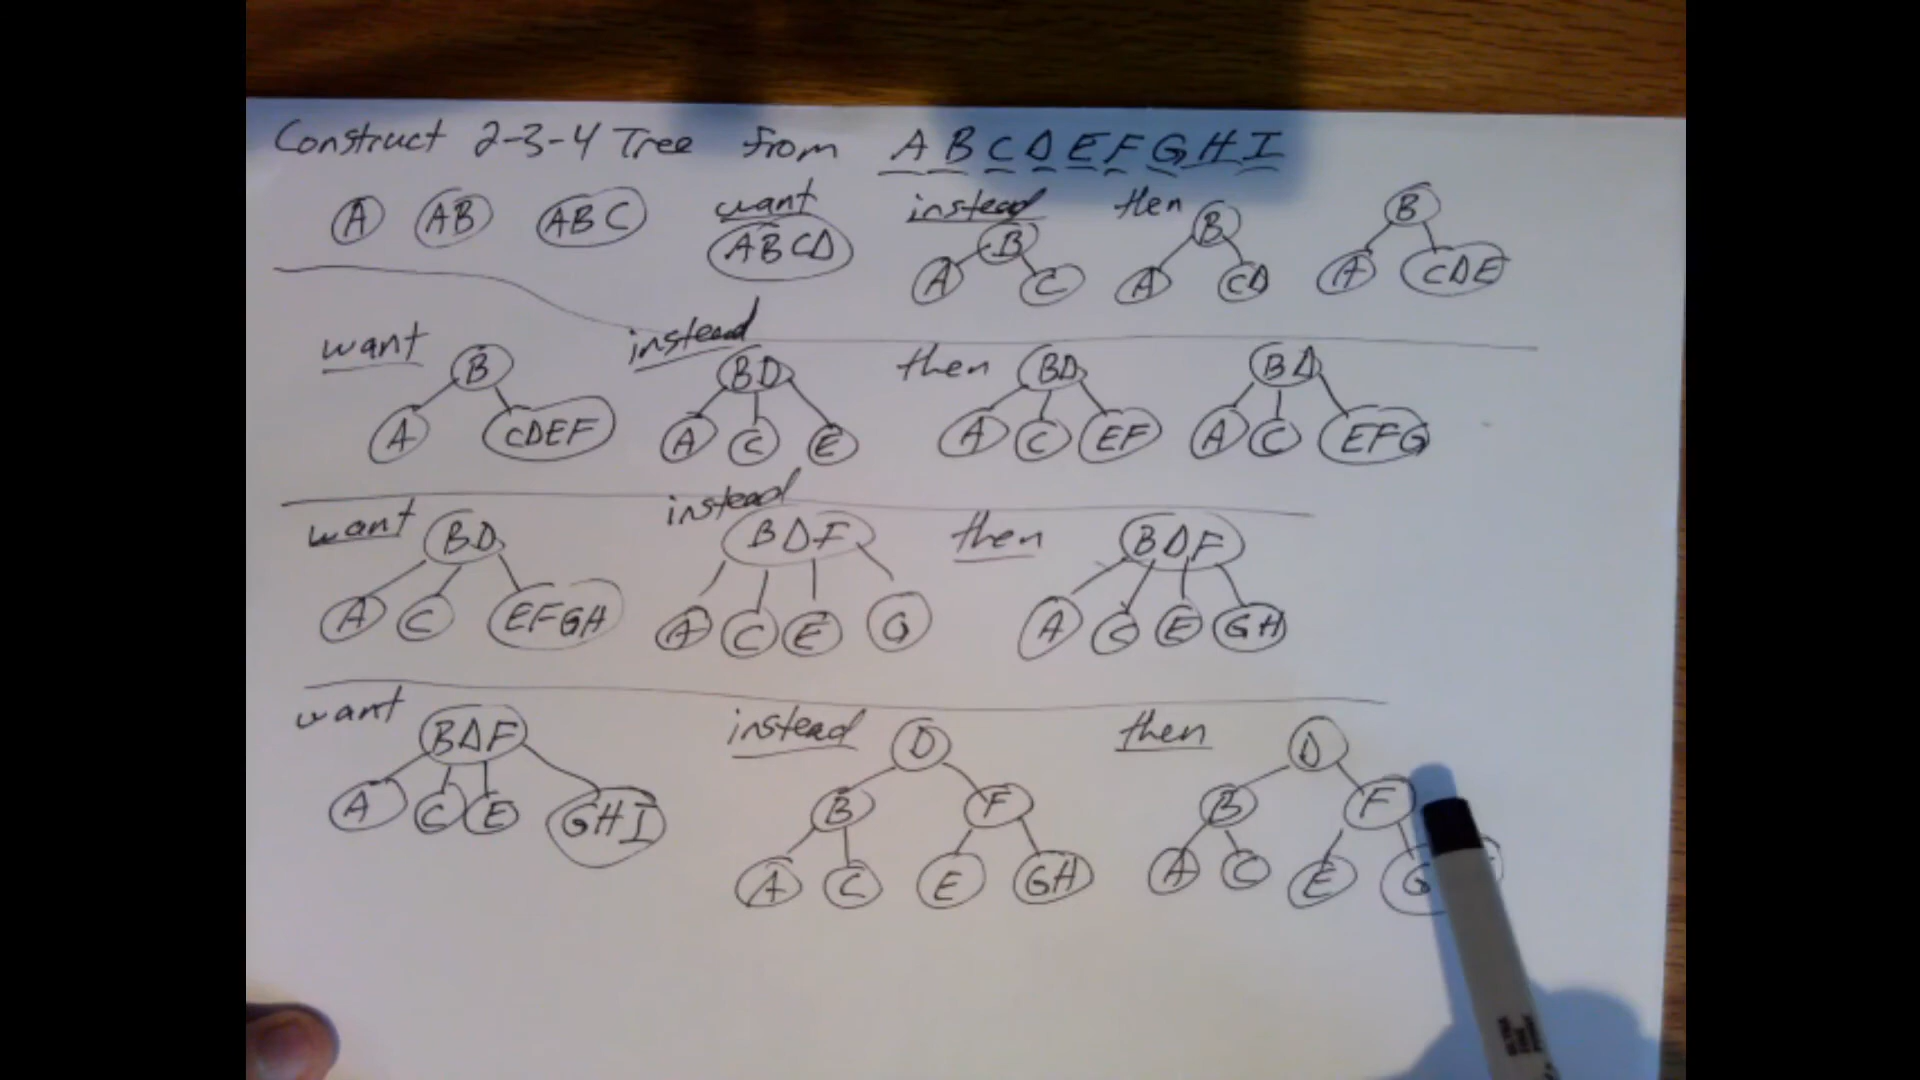 Construct 2-3-4 Tree from A B C D E F G H I
A AB ABC want instead then
ABCD B B B
A C A CD A CDE
want instead then
B BD BD BD
A CDEF A C E A C EF A C EFG
want instead then
BD BDF BDF
A C EFGH A C E G A C E GH
want instead then
BDF D D
A C E GHI B F B F
A C E GH A C E G